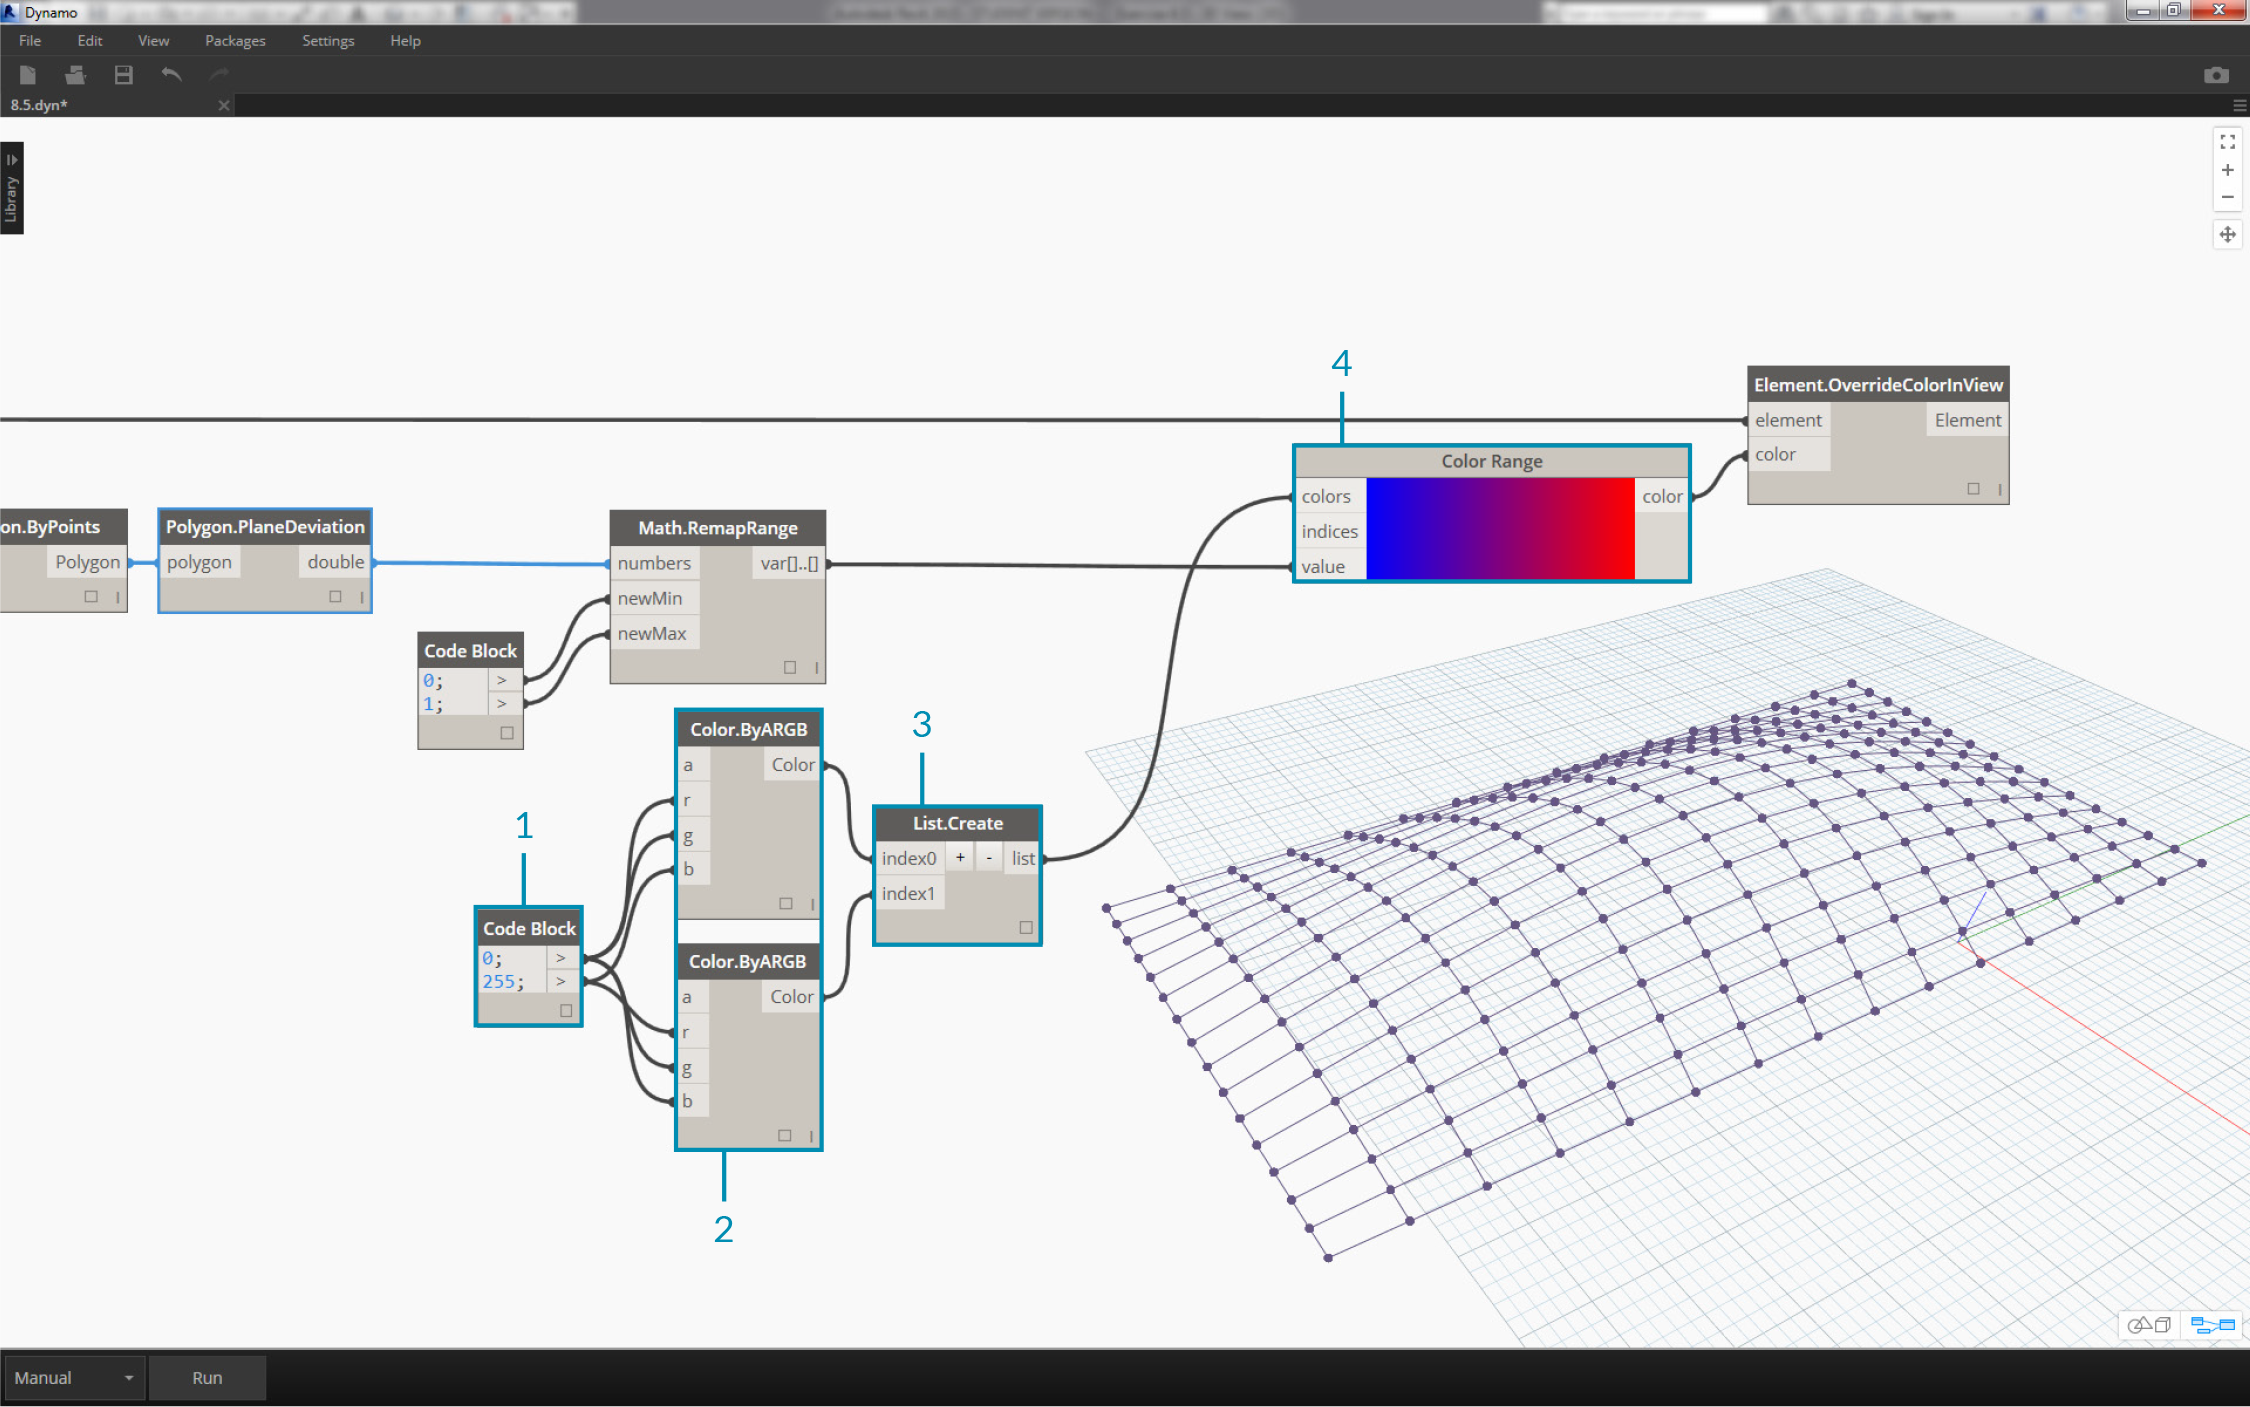 Dynamo
File Edit View Packages Settings Help
8.5.dyn*
Library
4
Element.OverrideColorInView
element Element
color
Color Range
colors color
indices
value
on.ByPoints
Polygon
Polygon.PlaneDeviation
polygon double
Math.RemapRange
numbers var[]..[]
newMin
newMax
Code Block
0; >
1; >
Color.ByARGB
a Color
r
g
b
3
List.Create
index0 + - list
index1
1
Code Block
0; >
255; >
Color.ByARGB
a Color
r
g
b
2
Manual Run